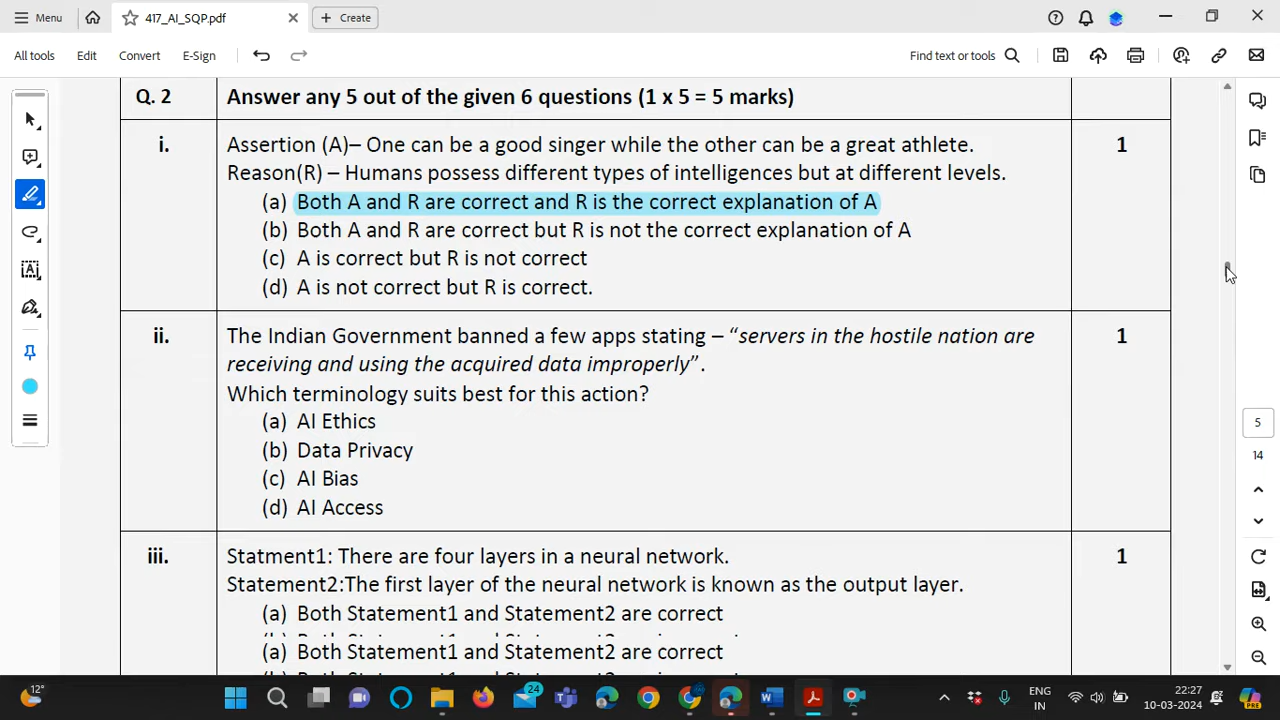 Menu
417_AI_SQP.pdf
Create
All tools
Edit
Convert
E-Sign
Find text or tools
Q. 2
Answer any 5 out of the given 6 questions (1 x 5 = 5 marks)
i.
Assertion (A)– One can be a good singer while the other can be a great athlete.
1
Reason(R) – Humans possess different types of intelligences but at different levels.
(a) Both A and R are correct and R is the correct explanation of A
(b) Both A and R are correct but R is not the correct explanation of A
(c) A is correct but R is not correct
(d) A is not correct but R is correct.
ii.
The Indian Government banned a few apps stating – “servers in the hostile nation are
1
receiving and using the acquired data improperly”.
Which terminology suits best for this action?
(a) AI Ethics
(b) Data Privacy
(c) AI Bias
(d) AI Access
iii.
Statment1: There are four layers in a neural network.
1
Statement2:The first layer of the neural network is known as the output layer.
(a) Both Statement1 and Statement2 are correct
(a) Both Statement1 and Statement2 are correct
5
14
12°
24
ENG
IN
22:27
10-03-2024
PRE